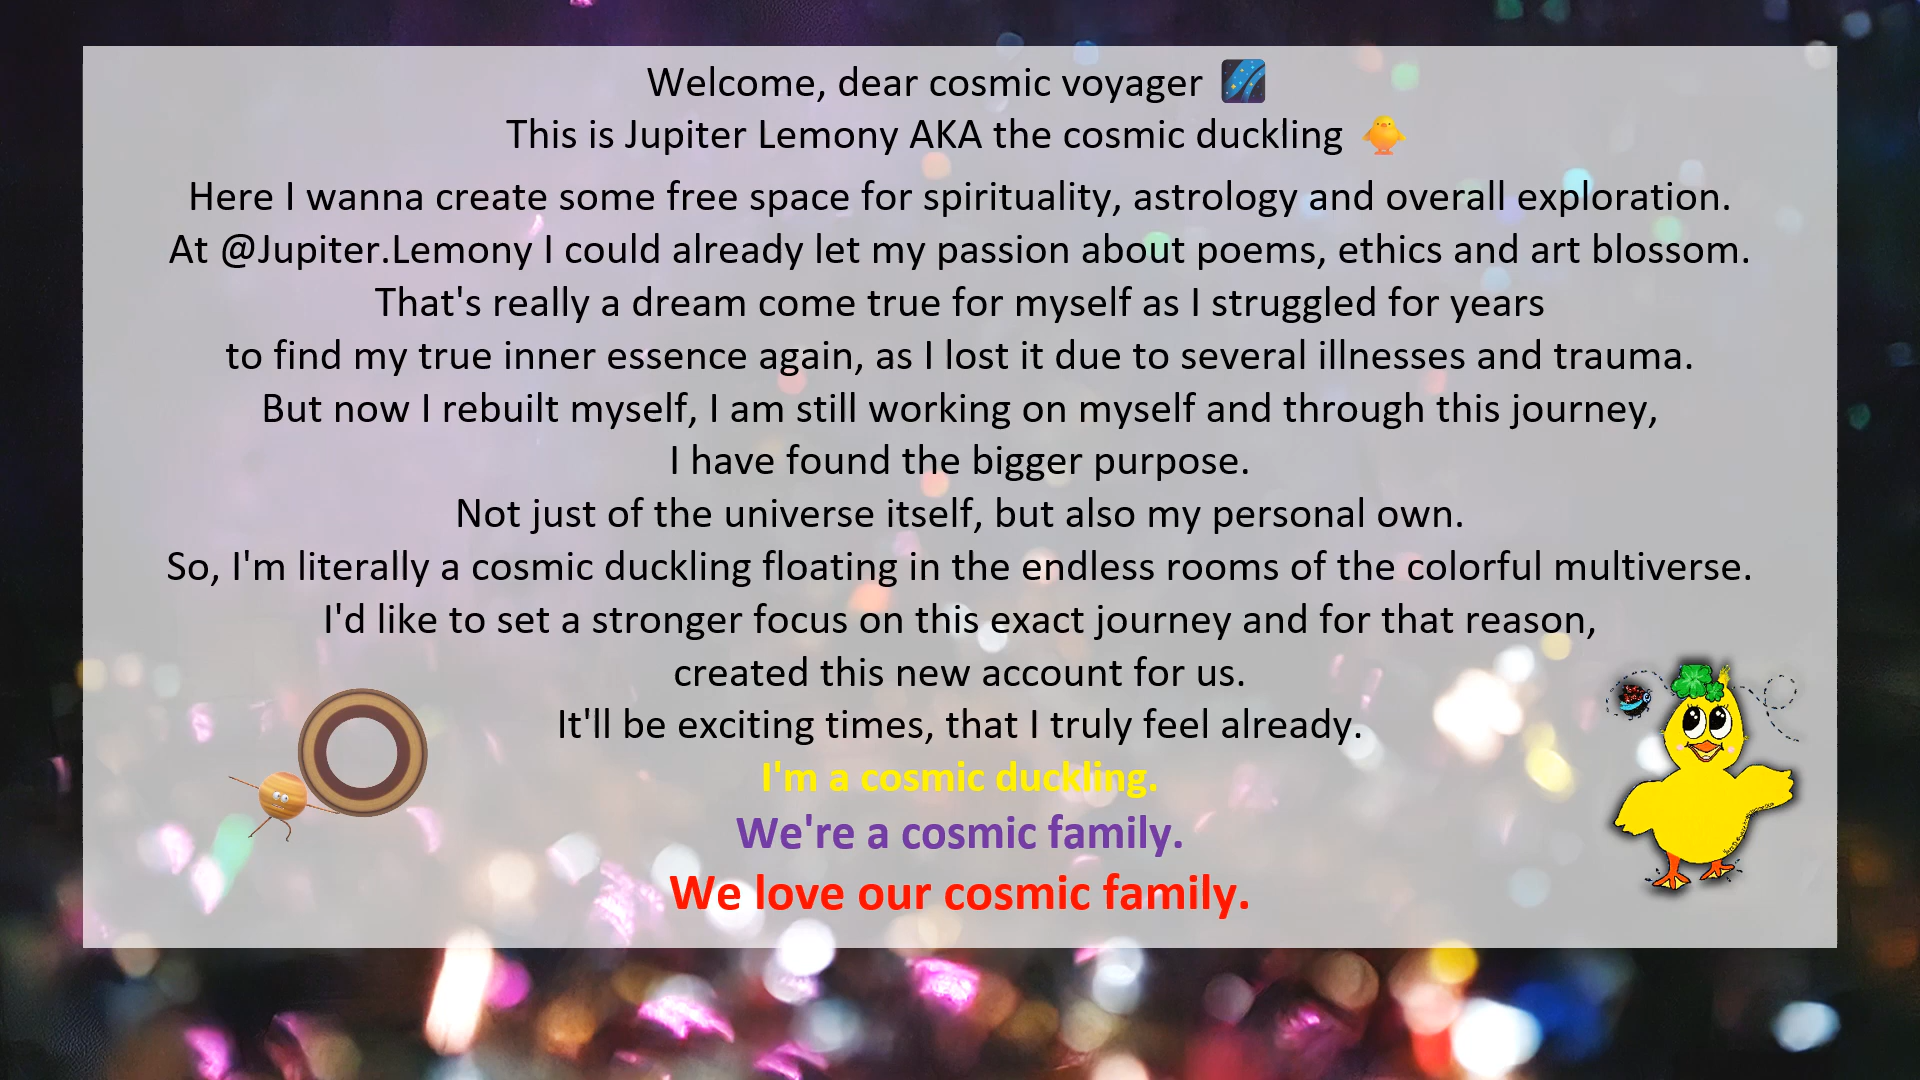 Welcome, dear cosmic voyager 🌌
This is Jupiter Lemony AKA the cosmic duckling 🐥
Here I wanna create some free space for spirituality, astrology and overall exploration.
At @Jupiter.Lemony I could already let my passion about poems, ethics and art blossom.
That's really a dream come true for myself as I struggled for years
to find my true inner essence again, as I lost it due to several illnesses and trauma.
But now I rebuilt myself, I am still working on myself and through this journey,
I have found the bigger purpose.
Not just of the universe itself, but also my personal own.
So, I'm literally a cosmic duckling floating in the endless rooms of the colorful multiverse.
I'd like to set a stronger focus on this exact journey and for that reason,
created this new account for us.
It'll be exciting times, that I truly feel already.
I'm a cosmic duckling.
We're a cosmic family.
We love our cosmic family.